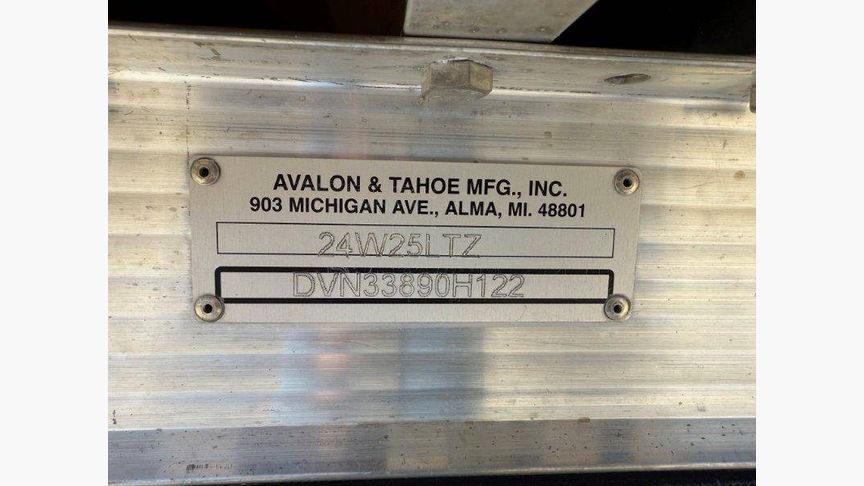 AVALON & TAHOE MFG., INC.
903 MICHIGAN AVE., ALMA, MI. 48801
24W25LTZ
DVN33890H122